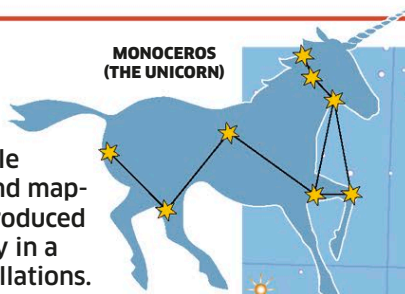 MONOCEROS
(THE UNICORN)
le
nd map-
roduced
y in a
llations.